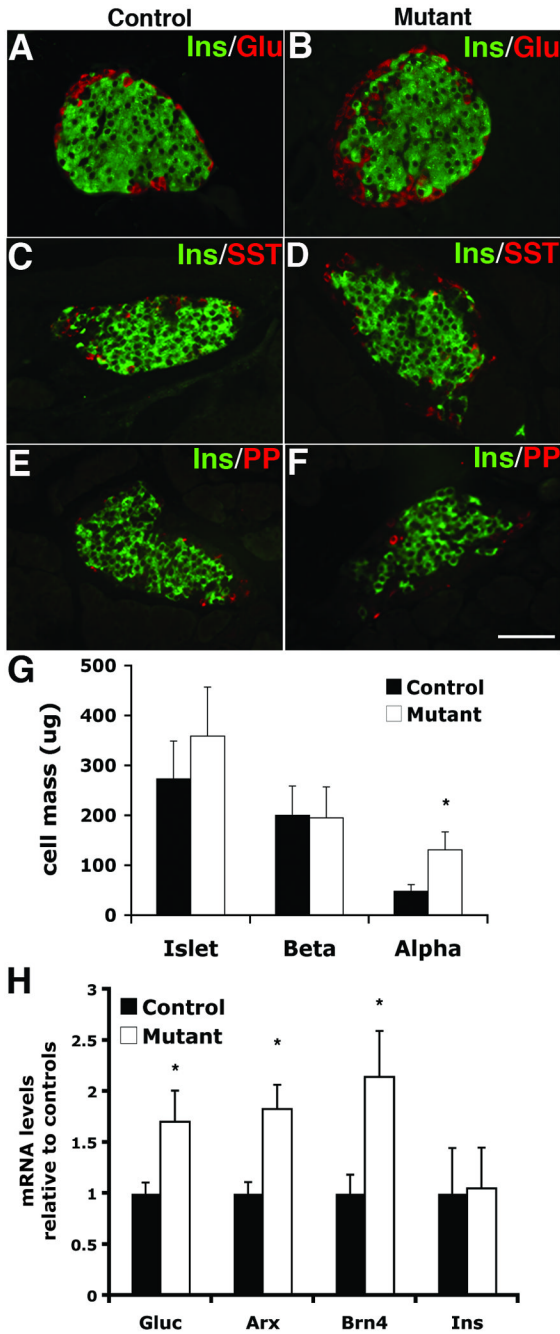 Control Mutant
A Ins/Glu B Ins/Glu
C Ins/SST D Ins/SST
E Ins/PP F Ins/PP
G
500
400
300
200
100
0
cell mass (ug)
Control
Mutant
*
Islet Beta Alpha
H
3
2.5
2
1.5
1
0.5
0
mRNA levels
relative to controls
Control
Mutant
* * *
Gluc Arx Brn4 Ins